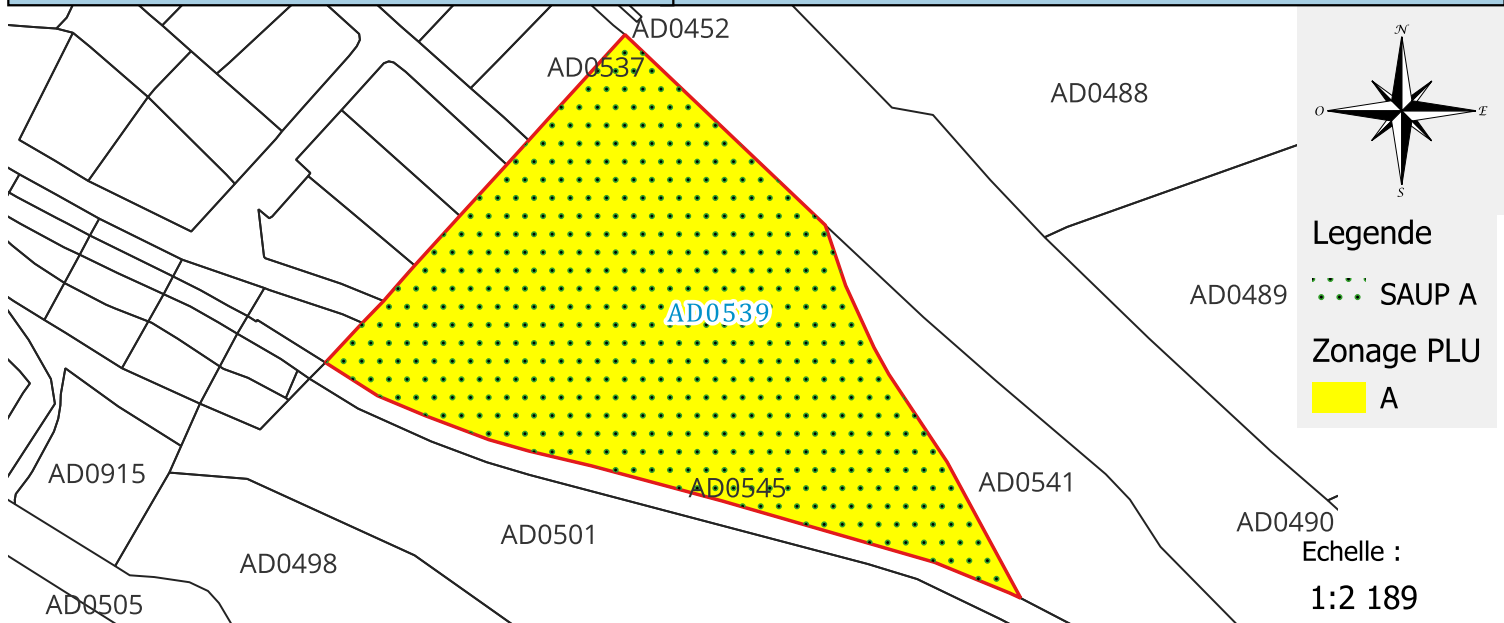 AD0452
AD0537
AD0488
N
O
E
S
Legende
AD0489
SAUP A
AD0539
Zonage PLU
A
AD0915
AD0545
AD0541
AD0501
AD0490
Echelle :
AD0498
1:2 189
AD0505